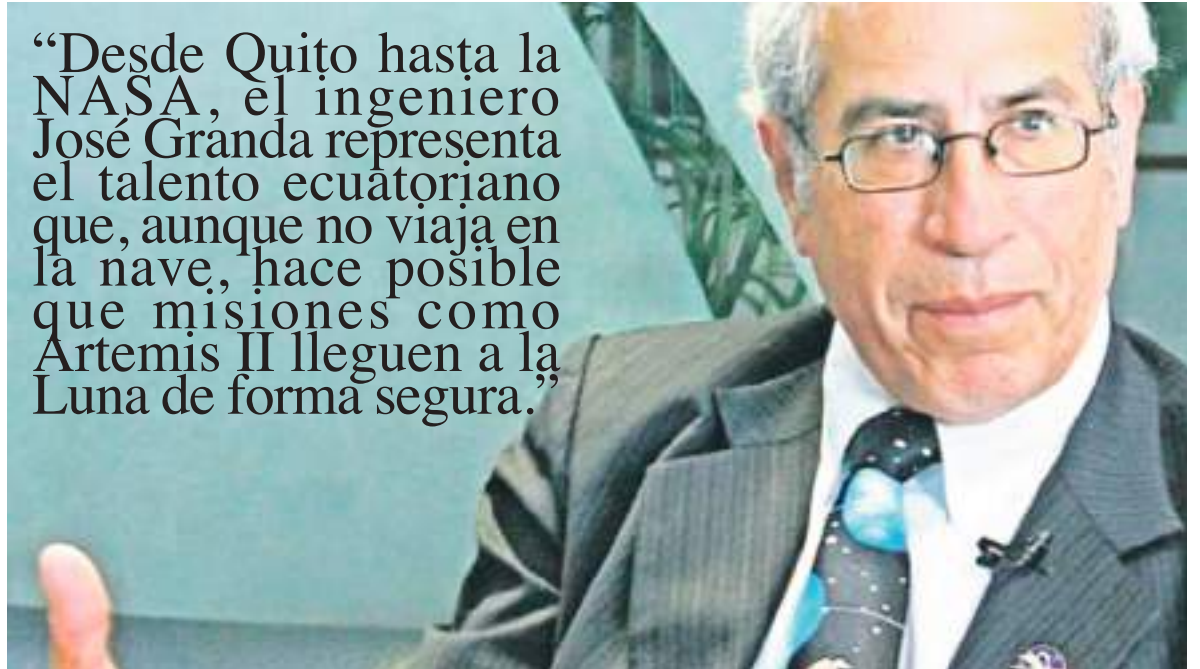 “Desde Quito hasta la
NASA, el ingeniero
José Granda representa
el talento ecuatoriano
que, aunque no viaja en
la nave, hace posible
que misiones como
Artemis II lleguen a la
Luna de forma segura.”